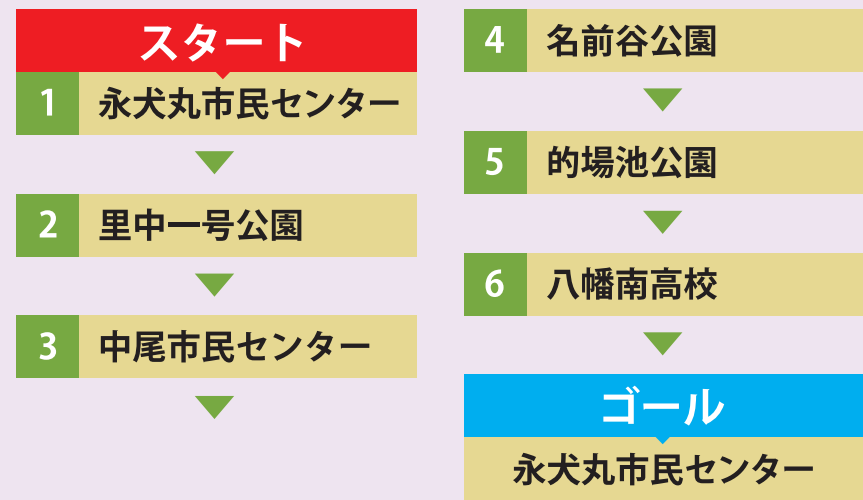 スタート
1 永犬丸市民センター
2 里中一号公園
3 中尾市民センター
4 名前谷公園
5 的場池公園
6 八幡南高校
ゴール
永犬丸市民センター